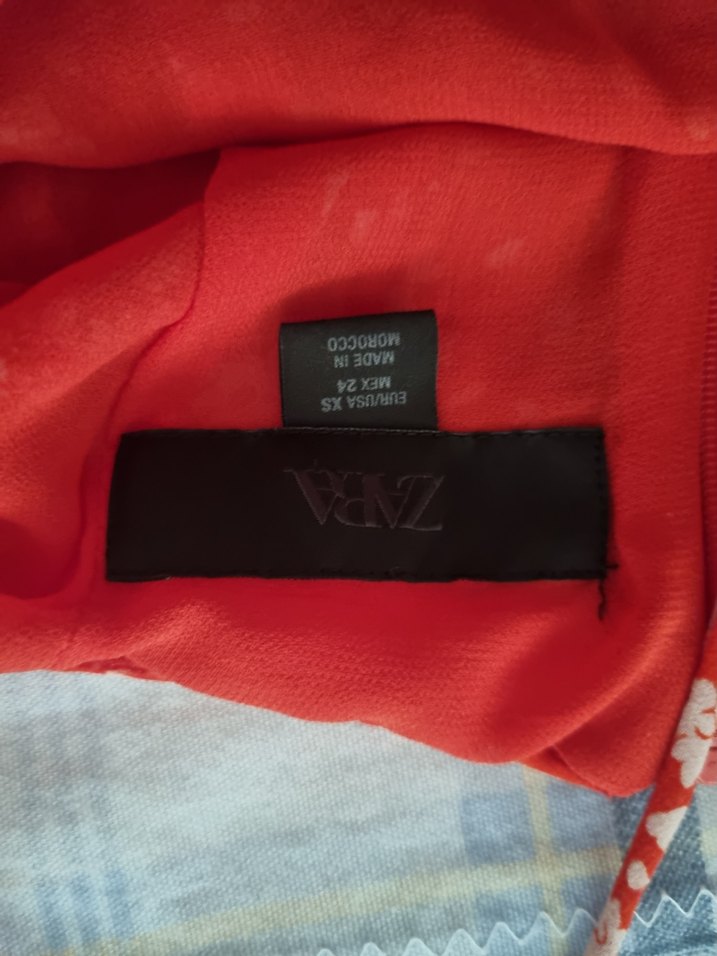 ZARA
EUR/USA XS
MEX 24
MADE IN
MOROCCO